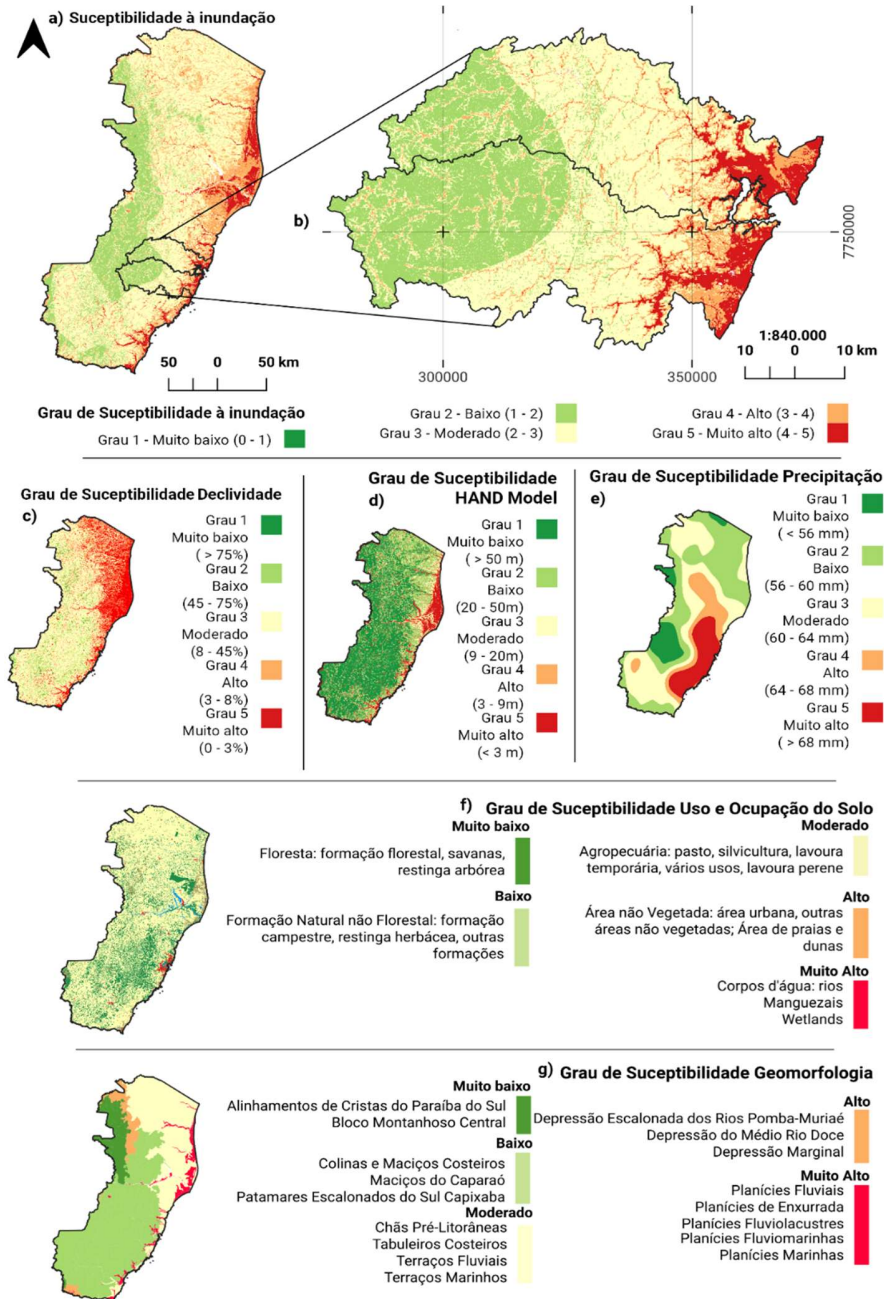 a) Suceptibilidade à inundação
b)
7750000
1:840.000
50 0 50 km
10 0 10 km
300000
350000
Grau de Suceptibilidade à inundação
Grau 1 - Muito baixo (0 - 1)
Grau 2 - Baixo (1 - 2)
Grau 3 - Moderado (2 - 3)
Grau 4 - Alto (3 - 4)
Grau 5 - Muito alto (4 - 5)
Grau de Suceptibilidade Declividade
c)
Grau 1
Muito baixo
( > 75%)
Grau 2
Baixo
(45 - 75%)
Grau 3
Moderado
(8 - 45%)
Grau 4
Alto
(3 - 8%)
Grau 5
Muito alto
(0 - 3%)
Grau de Suceptibilidade
d) HAND Model
Grau 1
Muito baixo
( > 50 m)
Grau 2
Baixo
(20 - 50m)
Grau 3
Moderado
(9 - 20m)
Grau 4
Alto
(3 - 9m)
Grau 5
Muito alto
(< 3 m)
Grau de Suceptibilidade Precipitação
e)
Grau 1
Muito baixo
( < 56 mm)
Grau 2
Baixo
(56 - 60 mm)
Grau 3
Moderado
(60 - 64 mm)
Grau 4
Alto
(64 - 68 mm)
Grau 5
Muito alto
( > 68 mm)
f) Grau de Suceptibilidade Uso e Ocupação do Solo
Muito baixo
Floresta: formação florestal, savanas,
restinga arbórea
Baixo
Formação Natural não Florestal: formação
campestre, restinga herbácea, outras
formações
Moderado
Agropecuária: pasto, silvicultura, lavoura
temporária, vários usos, lavoura perene
Alto
Área não Vegetada: área urbana, outras
áreas não vegetadas; Área de praias e
dunas
Muito Alto
Corpos d'água: rios
Manguezais
Wetlands
g) Grau de Suceptibilidade Geomorfologia
Muito baixo
Alinhamentos de Cristas do Paraíba do Sul
Bloco Montanhoso Central
Baixo
Colinas e Maciços Costeiros
Maciços do Caparaó
Patamares Escalonados do Sul Capixaba
Moderado
Chãs Pré-Litorâneas
Tabuleiros Costeiros
Terraços Fluviais
Terraços Marinhos
Alto
Depressão Escalonada dos Rios Pomba-Muriaé
Depressão do Médio Rio Doce
Depressão Marginal
Muito Alto
Planícies Fluviais
Planícies de Enxurrada
Planícies Fluviolacustres
Planícies Fluviomarinhas
Planícies Marinhas